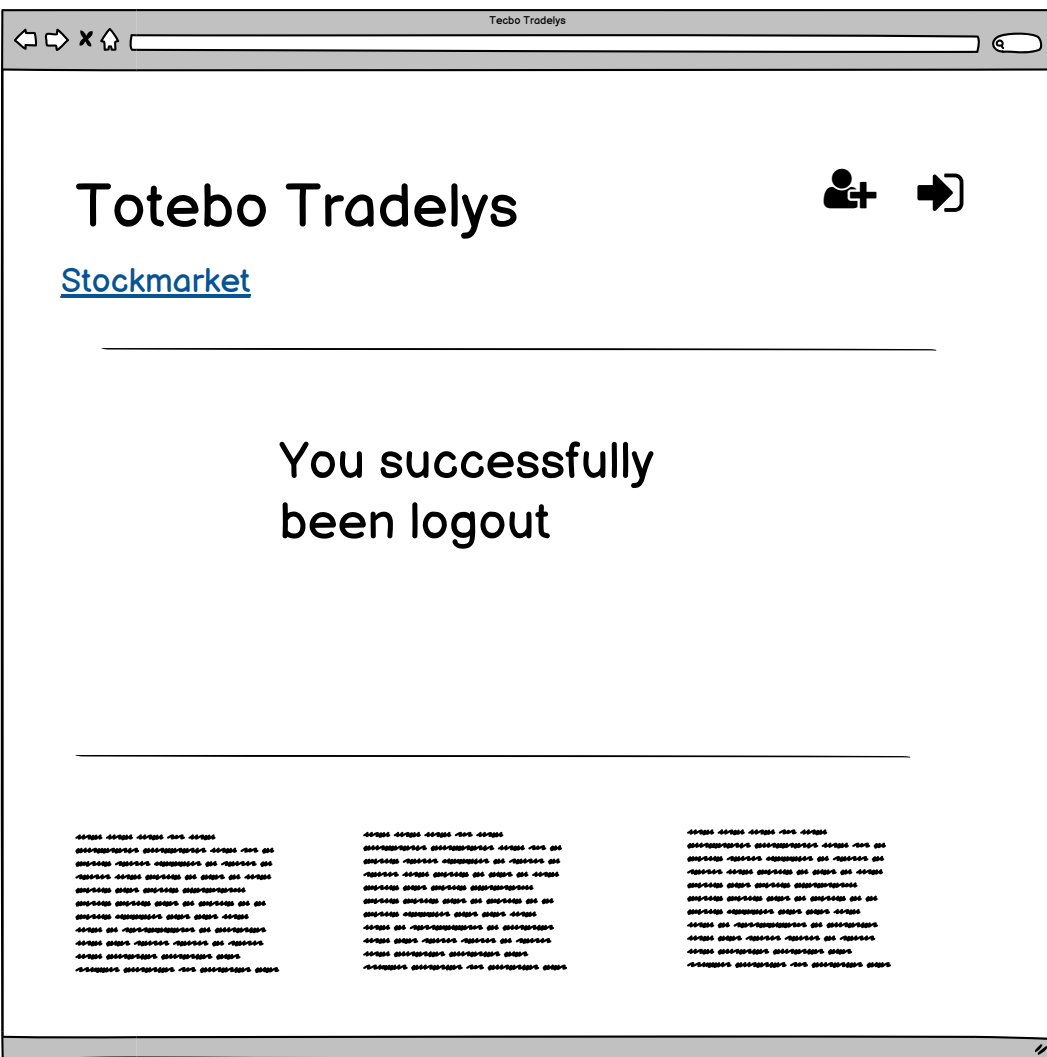 Tecbo Tradelys
Totebo Tradelys
Stockmarket
You successfully
been logout